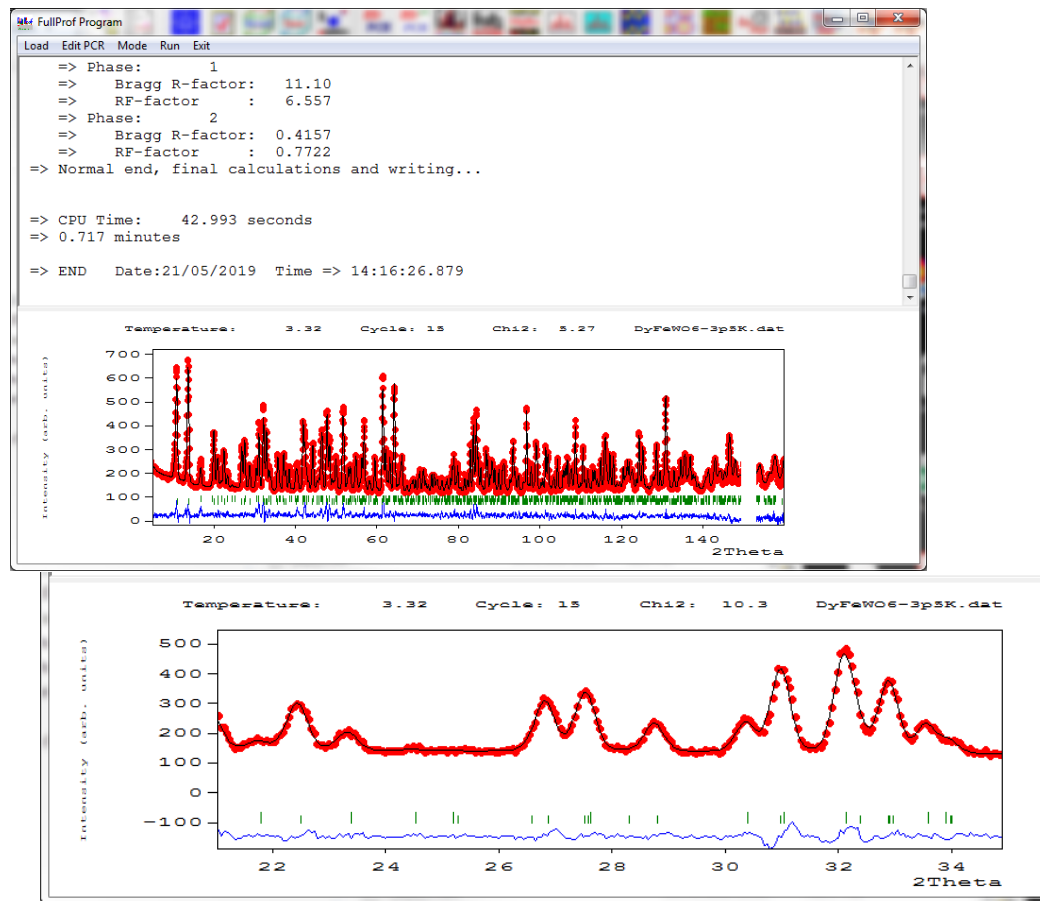 FullProf Program
Load Edit PCR Mode Run Exit
=> Phase: 1
=> Bragg R-factor: 11.10
=> RF-factor : 6.557
=> Phase: 2
=> Bragg R-factor: 0.4157
=> RF-factor : 0.7722
=> Normal end, final calculations and writing...
=> CPU Time: 42.993 seconds
=> 0.717 minutes
=> END Date:21/05/2019 Time => 14:16:26.879
Temperature: 3.32 Cycle: 15 Chi2: 5.27 DyFeWO6-3p5K.dat
Intensity (arb. units)
700
600
500
400
300
200
100
0
20 40 60 80 100 120 140
2Theta
Temperature: 3.32 Cycle: 15 Chi2: 10.3 DyFeWO6-3p5K.dat
Intensity (arb. units)
500
400
300
200
100
0
-100
22 24 26 28 30 32 34
2Theta